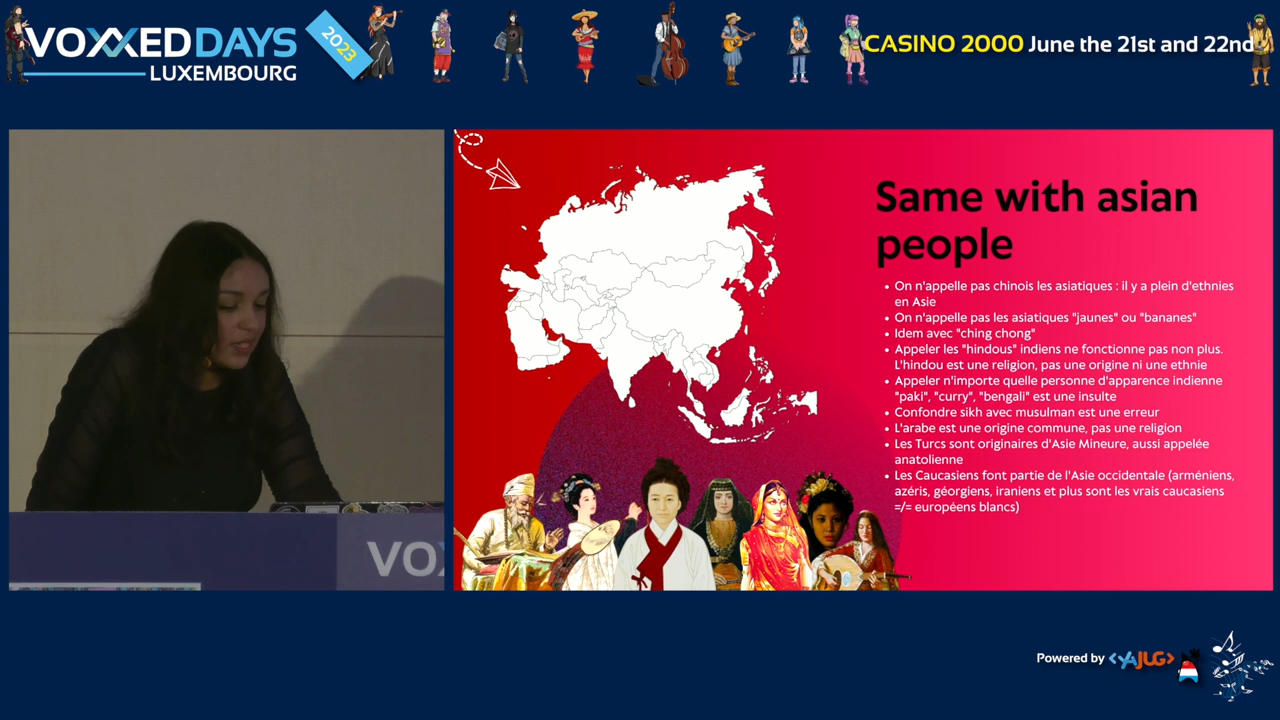 VOXXEDDAYS
LUXEMBOURG
2023
CASINO 2000 June the 21st and 22nd
Same with asian
people
• On n'appelle pas chinois les asiatiques : il y a plein d'ethnies
en Asie
• On n'appelle pas les asiatiques "jaunes" ou "bananes"
• Idem avec "ching chong"
• Appeler les "hindous" indiens ne fonctionne pas non plus.
L'hindou est une religion, pas une origine ni une ethnie
• Appeler n'importe quelle personne d'apparence indienne
"paki", "curry", "bengali" est une insulte
• Confondre sikh avec musulman est une erreur
• L'arabe est une origine commune, pas une religion
• Les Turcs sont originaires d'Asie Mineure, aussi appelée
anatolienne
• Les Caucasiens font partie de l'Asie occidentale (arméniens,
azéris, géorgiens, iraniens et plus sont les vrais caucasiens
=/= européens blancs)
VO
Powered by <YAJUG>